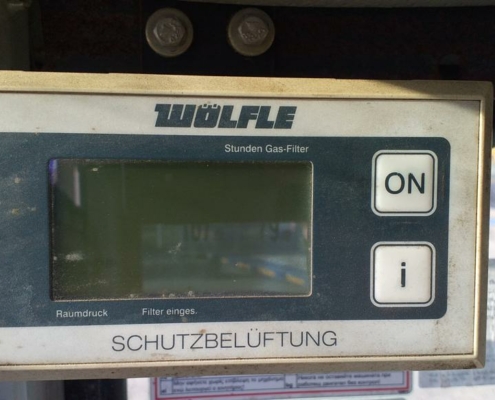 WÖLFLE
Stunden Gas-Filter
ON
i
Raumdruck Filter einges.
SCHUTZBELÜFTUNG